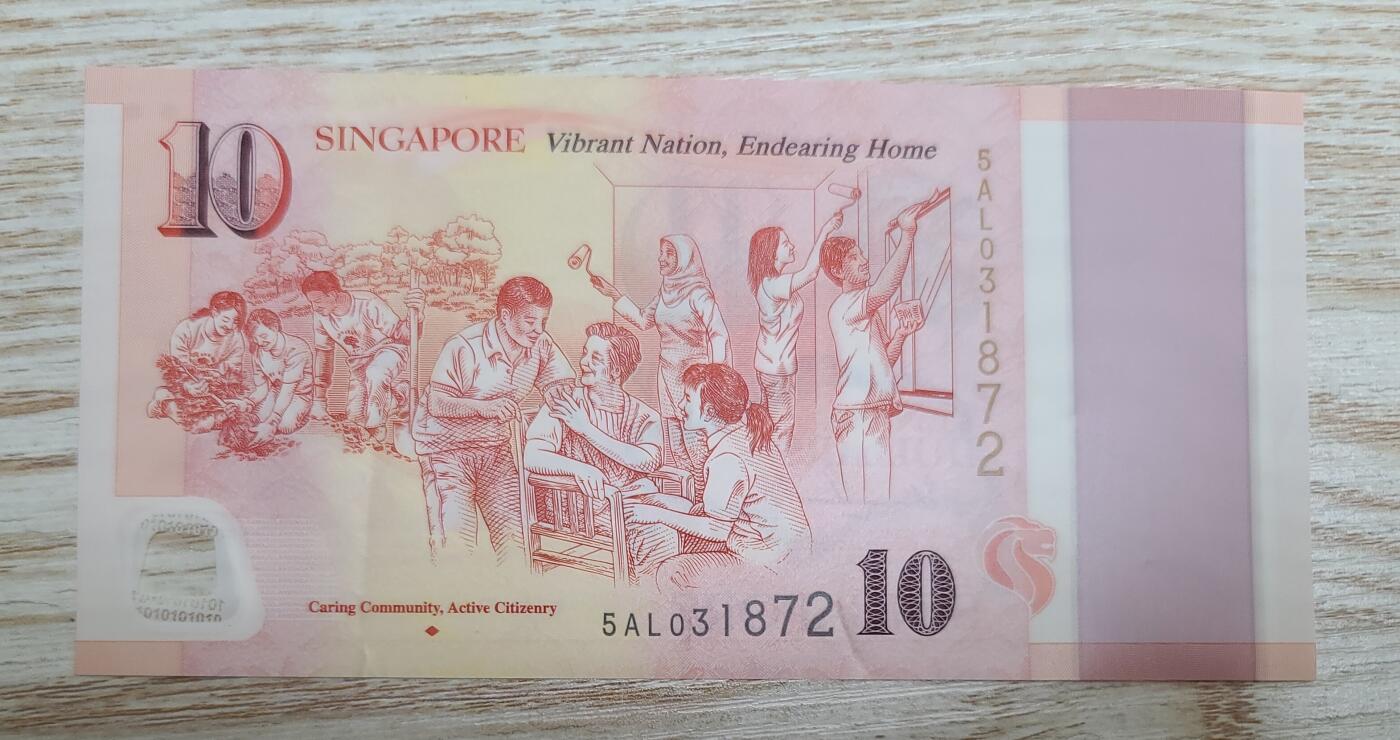 10
SINGAPORE Vibrant Nation, Endearing Home
5AL031872
Caring Community, Active Citizenry
5AL031872
10